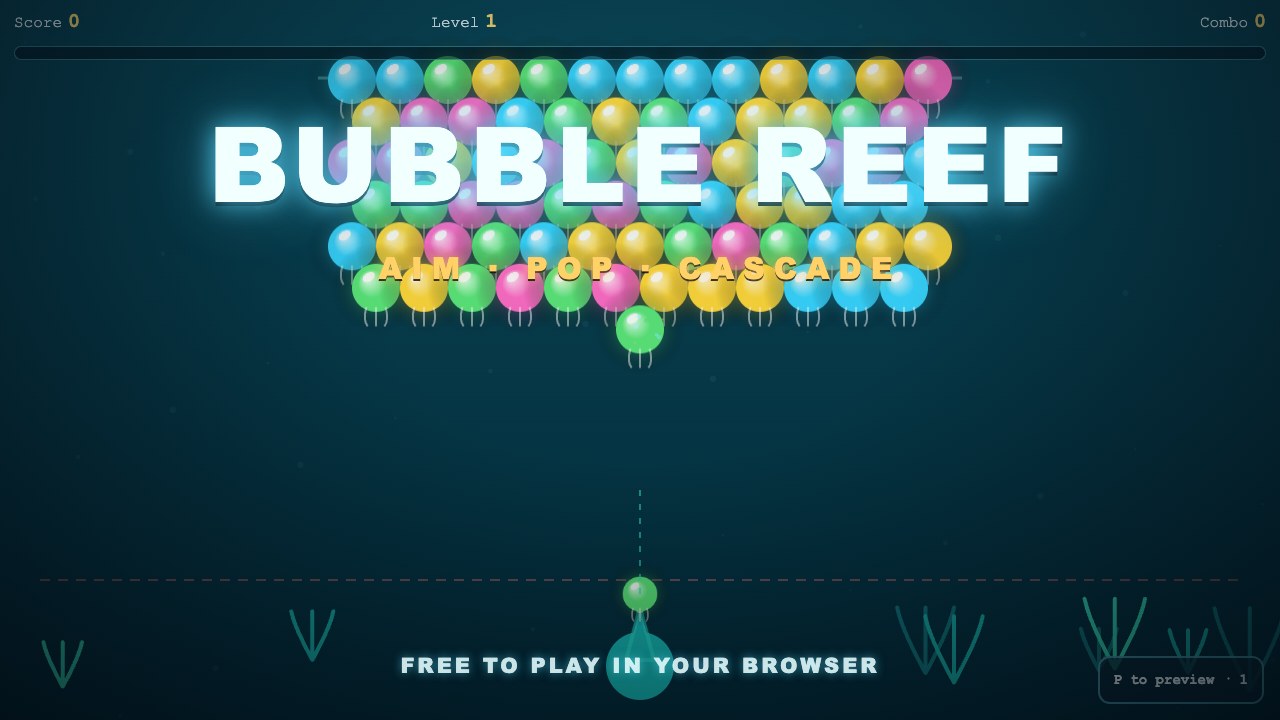 Score 0
Level 1
Combo 0
BUBBLE REEF
AIM · POP · CASCADE
FREE TO PLAY IN YOUR BROWSER
P to preview · 1